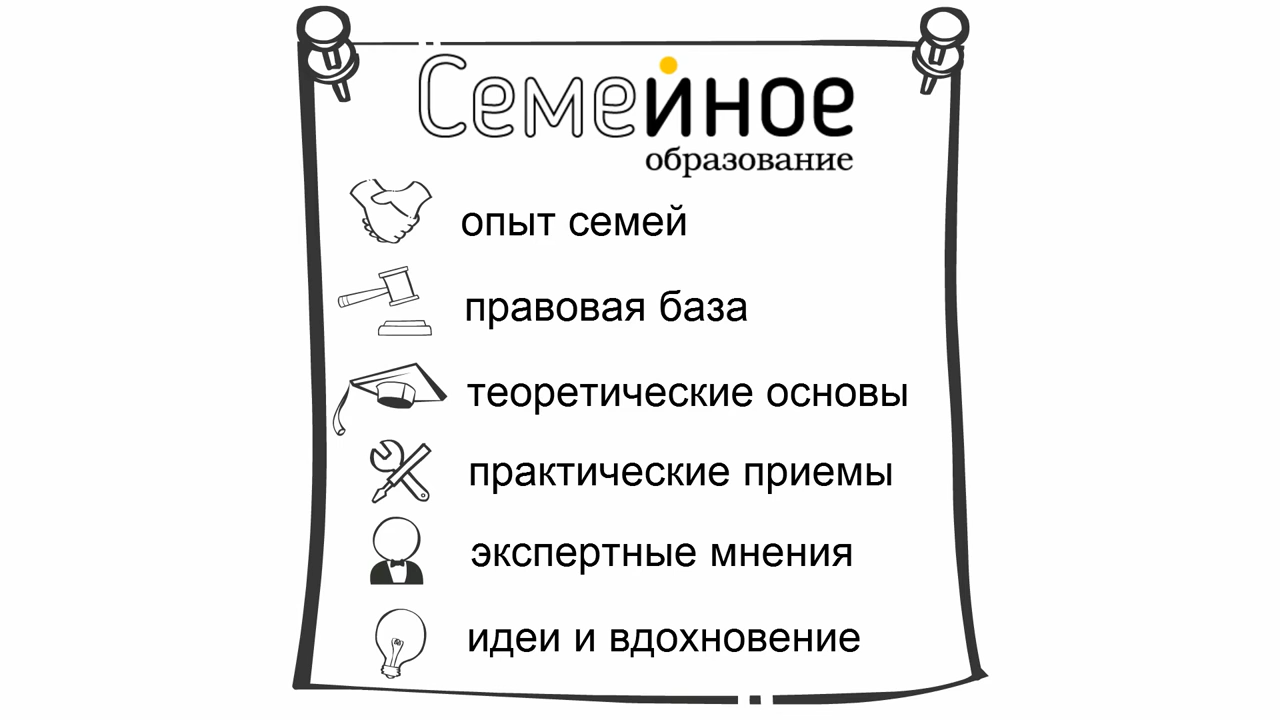 Семейное
образование
опыт семей
правовая база
теоретические основы
практические приемы
экспертные мнения
идеи и вдохновение